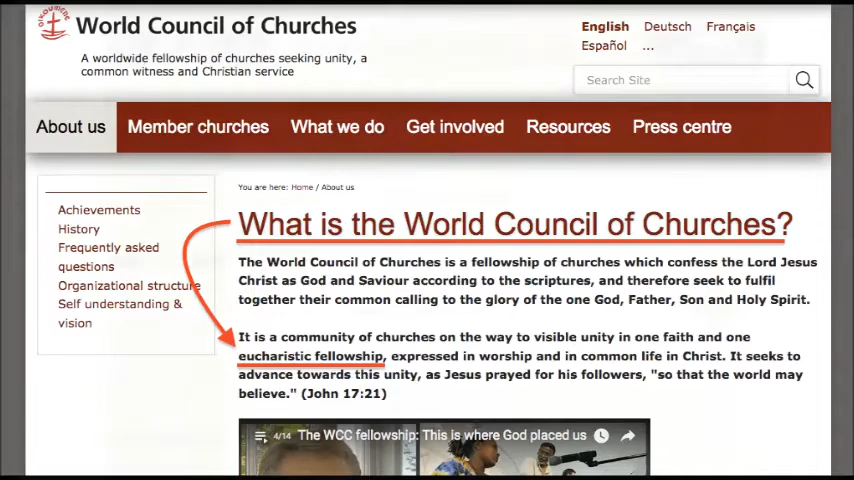 OIKOUMENE
World Council of Churches
A worldwide fellowship of churches seeking unity, a
common witness and Christian service
English Deutsch Français
Español ...
Search Site
About us Member churches What we do Get involved Resources Press centre
You are here: Home / About us
Achievements
History
Frequently asked
questions
Organizational structure
Self understanding &
vision
What is the World Council of Churches?
The World Council of Churches is a fellowship of churches which confess the Lord Jesus
Christ as God and Saviour according to the scriptures, and therefore seek to fulfil
together their common calling to the glory of the one God, Father, Son and Holy Spirit.
It is a community of churches on the way to visible unity in one faith and one
eucharistic fellowship, expressed in worship and in common life in Christ. It seeks to
advance towards this unity, as Jesus prayed for his followers, "so that the world may
believe." (John 17:21)
4/14 The WCC fellowship: This is where God placed us